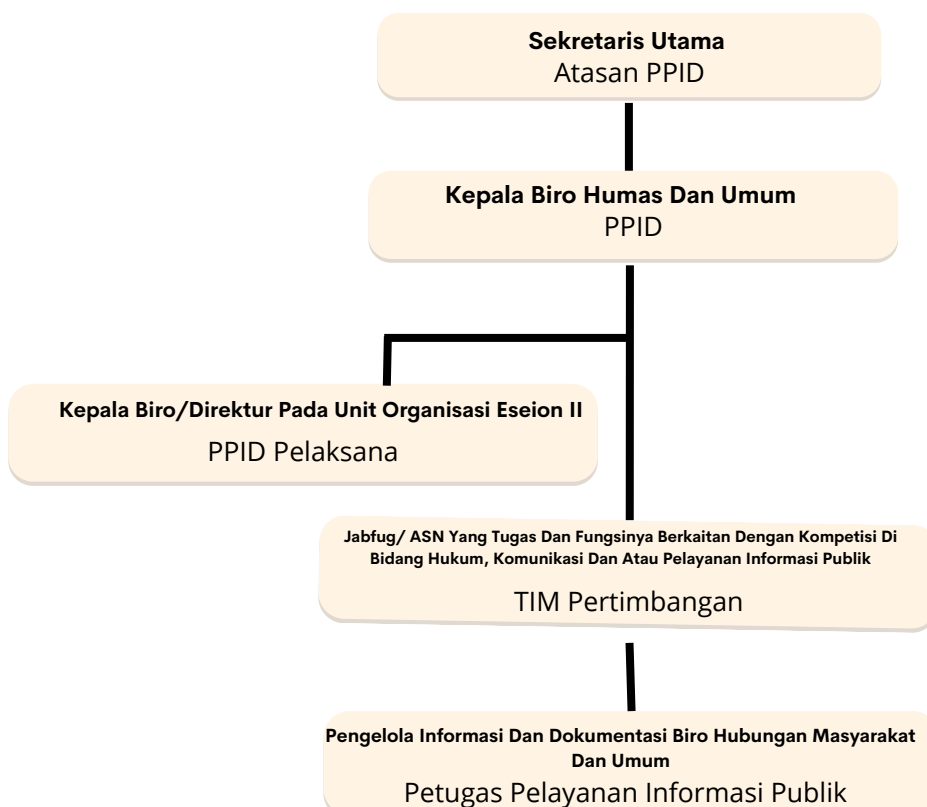 Sekretaris Utama
Atasan PPID
Kepala Biro Humas Dan Umum
PPID
Kepala Biro/Direktur Pada Unit Organisasi Eseion II
PPID Pelaksana
Jabfug/ ASN Yang Tugas Dan Fungsinya Berkaitan Dengan Kompetisi Di
Bidang Hukum, Komunikasi Dan Atau Pelayanan Informasi Publik
TIM Pertimbangan
Pengelola Informasi Dan Dokumentasi Biro Hubungan Masyarakat
Dan Umum
Petugas Pelayanan Informasi Publik